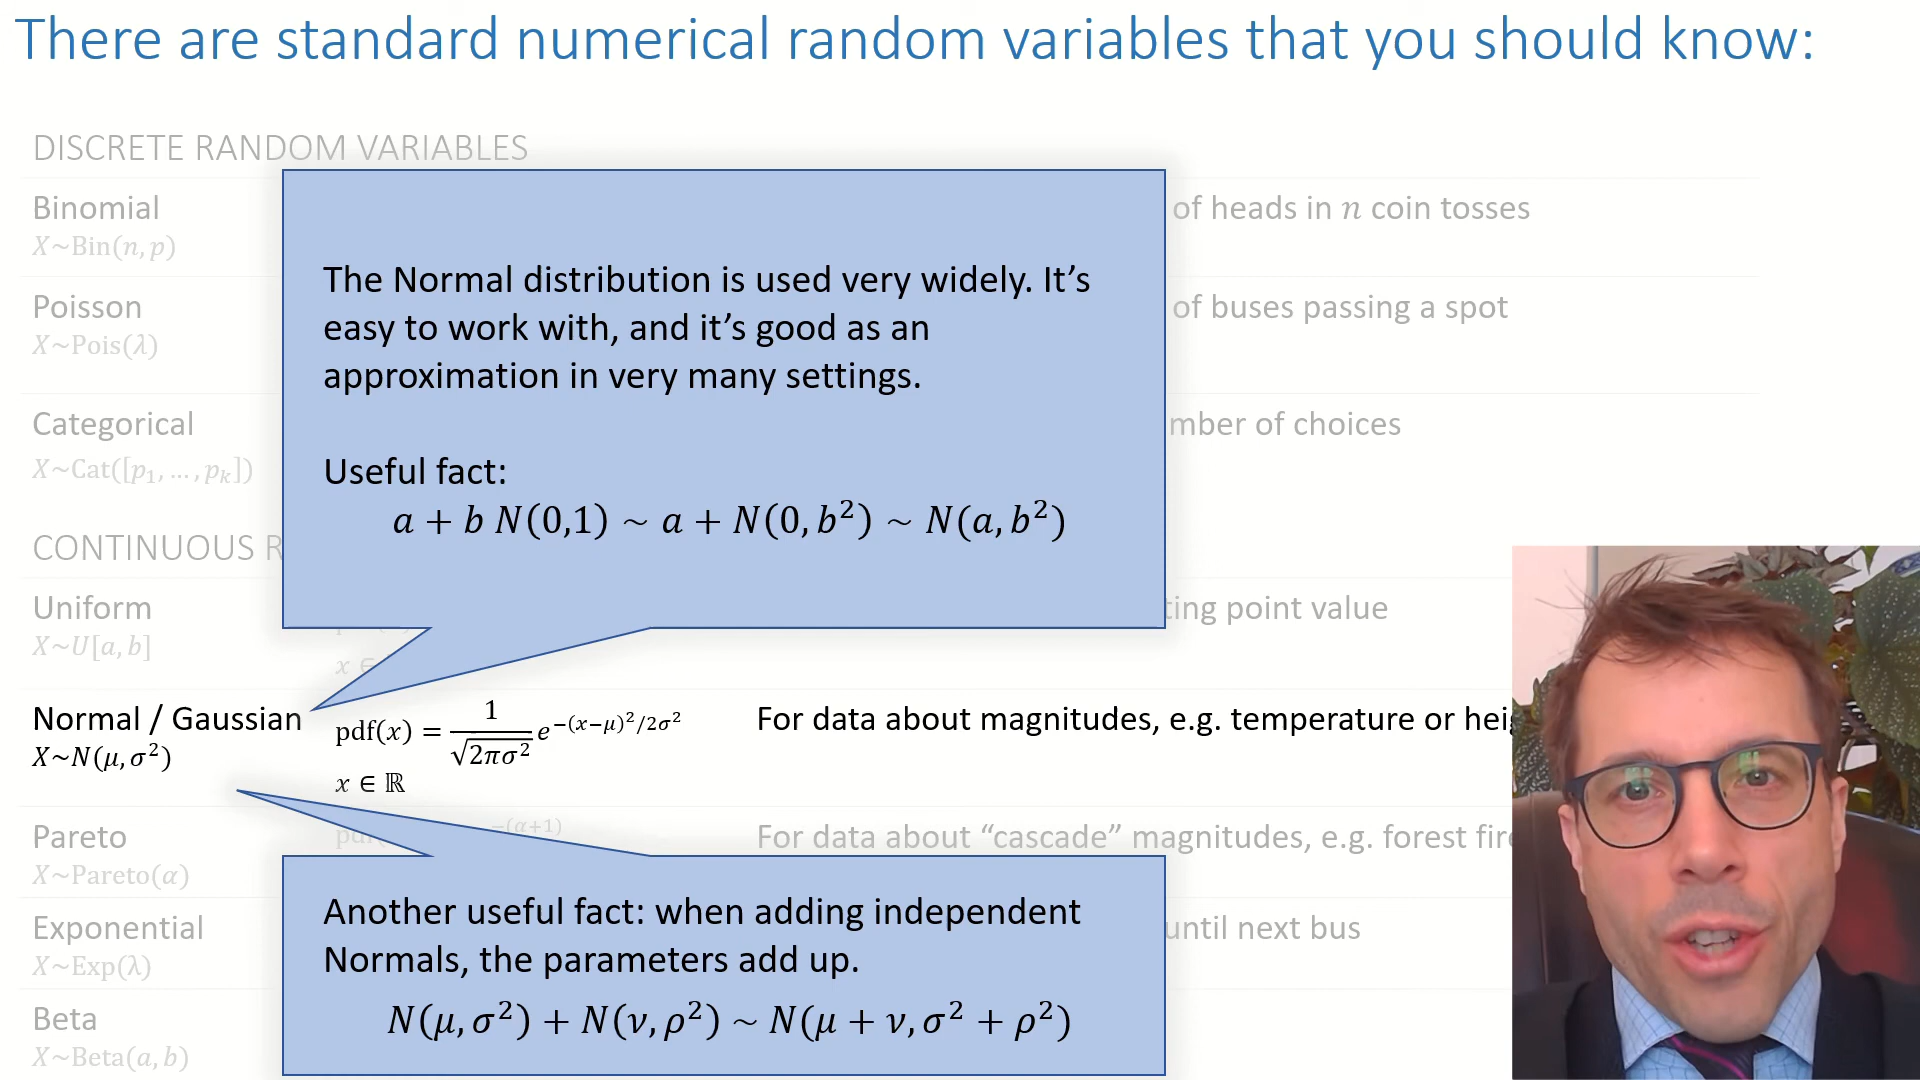 There are standard numerical random variables that you should know:
DISCRETE RANDOM VARIABLES
Binomial
X~Bin(n, p)
of heads in n coin tosses
Poisson
X~Pois(λ)
of buses passing a spot
Categorical
X~Cat([p₁, … , pₖ])
of choices
The Normal distribution is used very widely. It’s
easy to work with, and it’s good as an
approximation in very many settings.
Useful fact:
a + b N(0,1) ~ a + N(0, b²) ~ N(a, b²)
CONTINUOUS
Uniform
X~U[a, b]
x ∈
point value
Normal / Gaussian
X~N(μ, σ²)
pdf(x) = 1/√(2πσ²) e^(−(x−μ)²/2σ²)
x ∈ ℝ
For data about magnitudes, e.g. temperature or
Pareto
X~Pareto(α)
−(α+1)
For data about “cascade” magnitudes, e.g. forest
Exponential
X~Exp(λ)
until next bus
Beta
X~Beta(a, b)
Another useful fact: when adding independent
Normals, the parameters add up.
N(μ, σ²) + N(ν, ρ²) ~ N(μ + ν, σ² + ρ²)